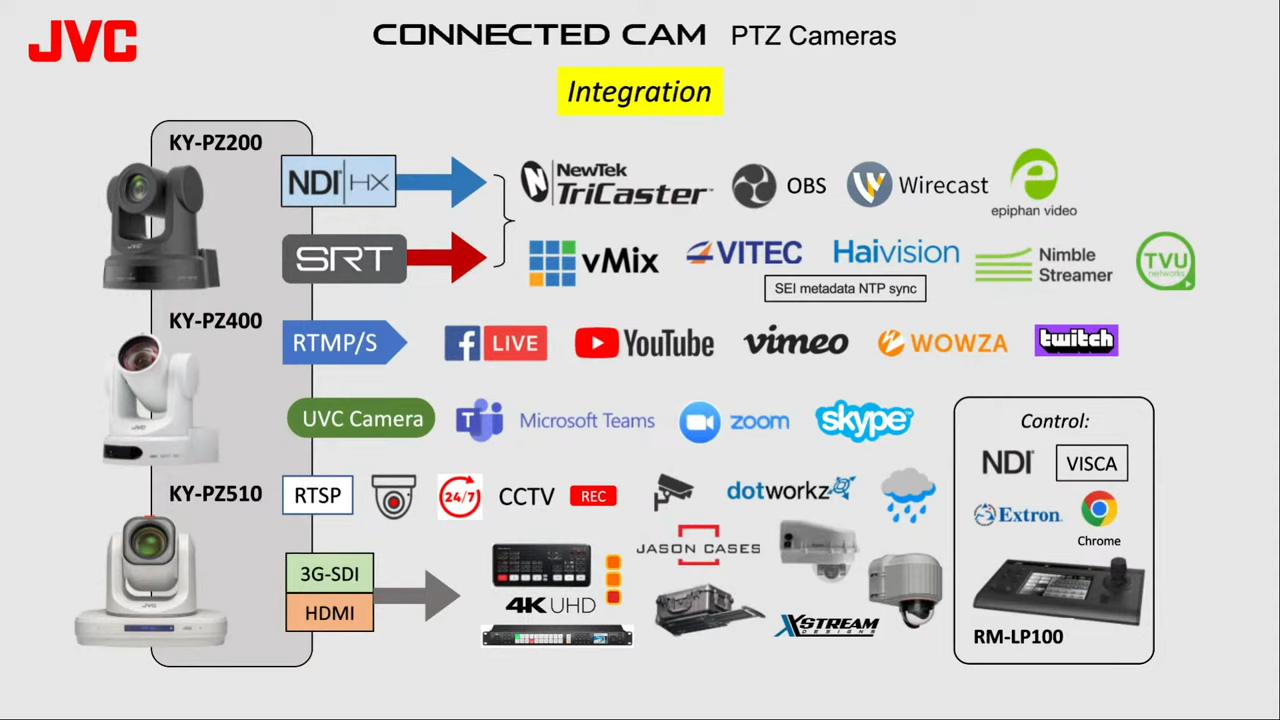 JVC
CONNECTED CAM PTZ Cameras
Integration
KY-PZ200
NDI HX
NewTek
TriCaster
OBS
Wirecast
epiphan video
SRT
vMix
VITEC
Haivision
SEI metadata NTP sync
Nimble
Streamer
TVU
networks
KY-PZ400
RTMP/S
f LIVE
YouTube
vimeo
WOWZA
twitch
JVC
UVC Camera
T Microsoft Teams
zoom
skype
KY-PZ510
RTSP
24/7
CCTV
REC
dotworkz
JASON CASES
3G-SDI
HDMI
4K UHD
XSTREAM
DESIGNS
JVC
Control:
NDI
VISCA
Extron
Chrome
RM-LP100